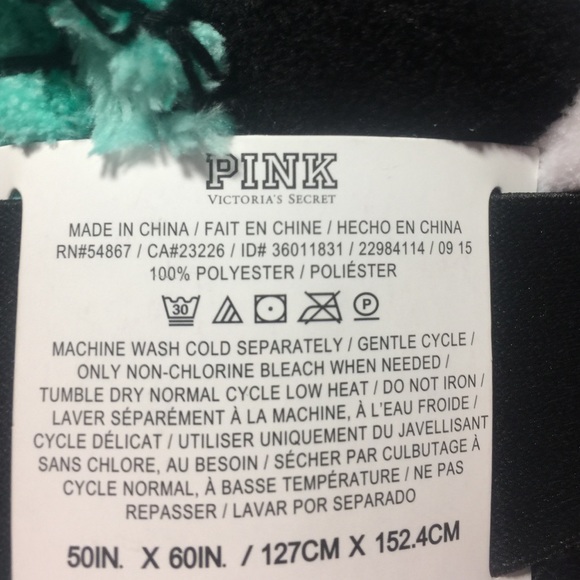 PINK
VICTORIA'S SECRET
MADE IN CHINA / FAIT EN CHINE / HECHO EN CHINA
RN#54867 / CA#23226 / ID# 36011831 / 22984114 / 09 15
100% POLYESTER / POLIÉSTER
30 P
MACHINE WASH COLD SEPARATELY / GENTLE CYCLE /
ONLY NON-CHLORINE BLEACH WHEN NEEDED /
TUMBLE DRY NORMAL CYCLE LOW HEAT / DO NOT IRON /
LAVER SÉPARÉMENT À LA MACHINE, À L'EAU FROIDE /
CYCLE DÉLICAT / UTILISER UNIQUEMENT DU JAVELLISANT
SANS CHLORE, AU BESOIN / SÉCHER PAR CULBUTAGE À
CYCLE NORMAL, À BASSE TEMPÉRATURE / NE PAS
REPASSER / LAVAR POR SEPARADO
50IN. X 60IN. / 127CM X 152.4CM